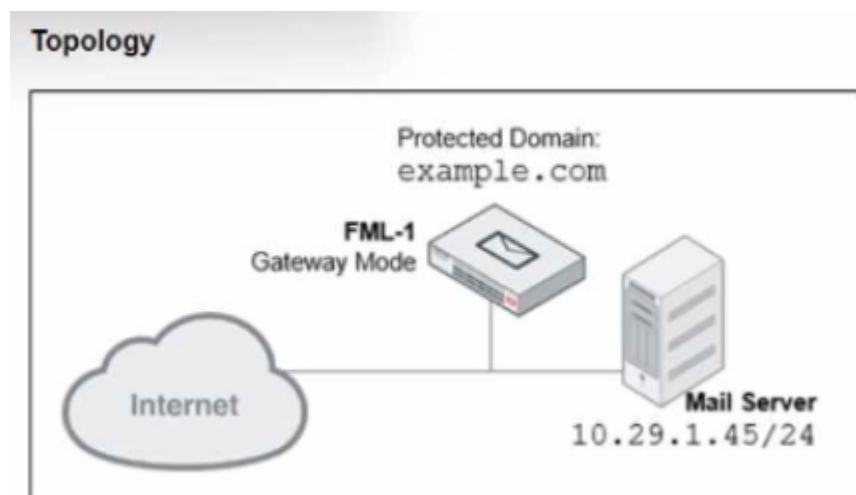 Topology
Protected Domain:
example.com
FML-1
Gateway Mode
Internet
Mail Server
10.29.1.45/24